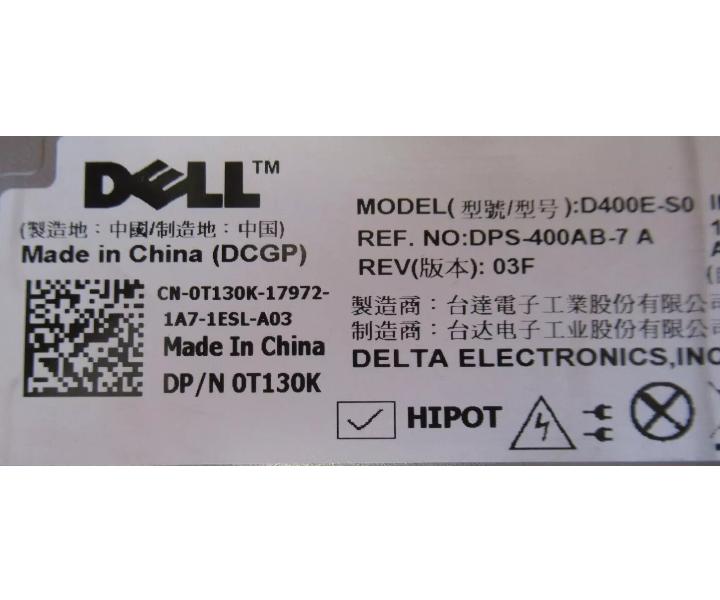 DELL™
(製造地：中國/制造地：中国)
Made in China (DCGP)
CN-0T130K-17972-
1A7-1ESL-A03
Made In China
DP/N 0T130K
MODEL(型號/型号):D400E-S0
REF. NO:DPS-400AB-7 A
REV(版本): 03F
製造商：台達電子工業股份有限公
制造商：台达电子工业股份有限公
DELTA ELECTRONICS,INC
HIPOT